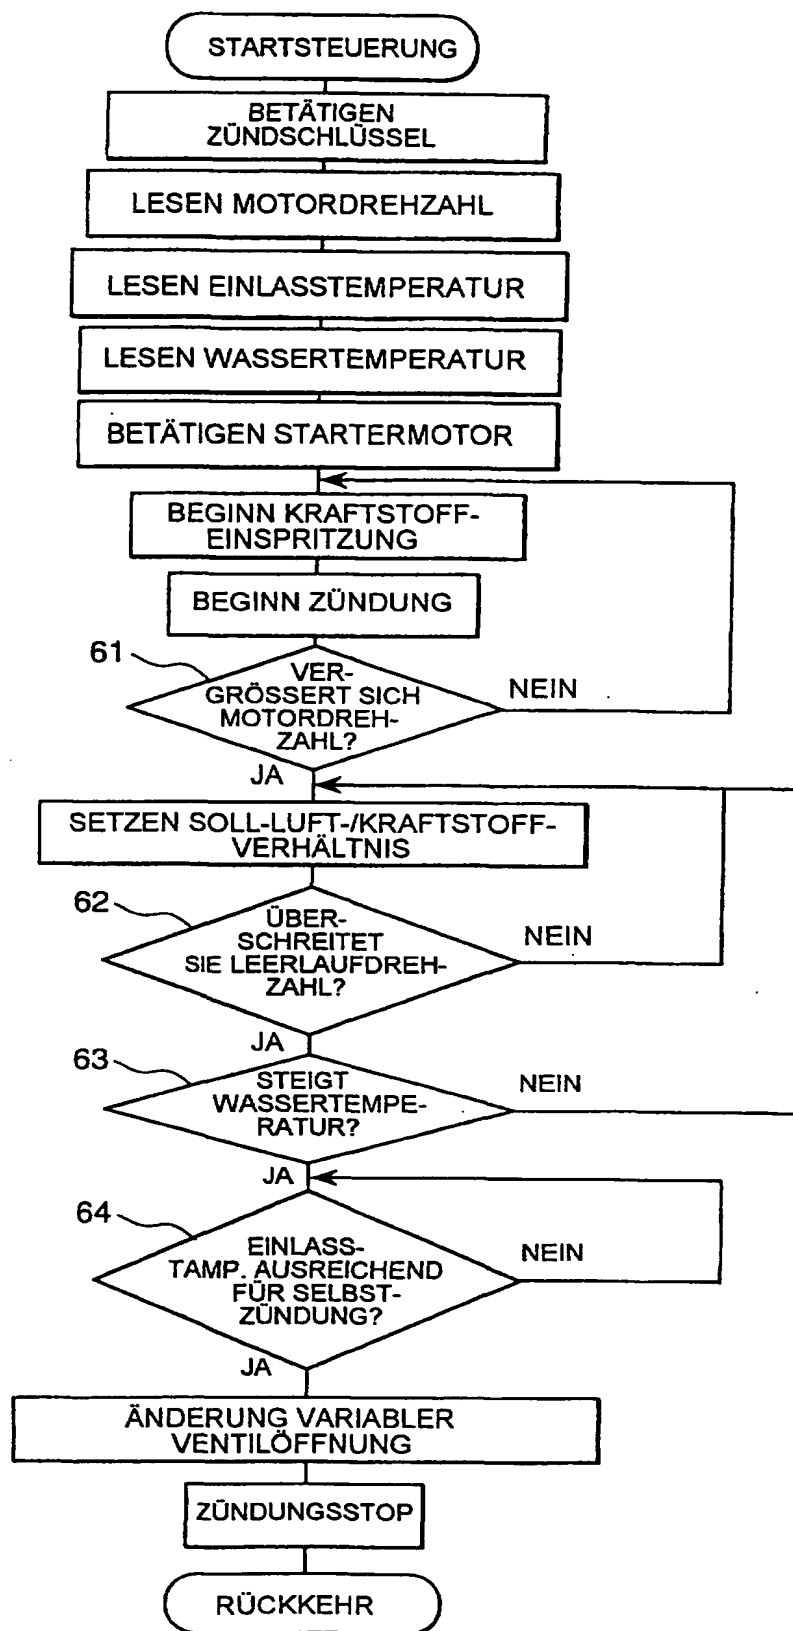 STARTSTEUERUNG
BETÄTIGEN
ZÜNDSCHLÜSSEL
LESEN MOTORDREHZAHL
LESEN EINLASSTEMPERATUR
LESEN WASSERTEMPERATUR
BETÄTIGEN STARTERMOTOR
BEGINN KRAFTSTOFF-
EINSPRITZUNG
BEGINN ZÜNDUNG
61
VER-
GRÖSSERT SICH
MOTORDREH-
ZAHL?
NEIN
JA
SETZEN SOLL-LUFT-/KRAFTSTOFF-
VERHÄLTNIS
62
ÜBER-
SCHREITET
SIE LEERLAUFDREH-
ZAHL?
NEIN
JA
63
STEIGT
WASSERTEMPE-
RATUR?
NEIN
JA
64
EINLASS-
TAMP. AUSREICHEND
FÜR SELBST-
ZÜNDUNG?
NEIN
JA
ÄNDERUNG VARIABLER
VENTILÖFFNUNG
ZÜNDUNGSSTOP
RÜCKKEHR